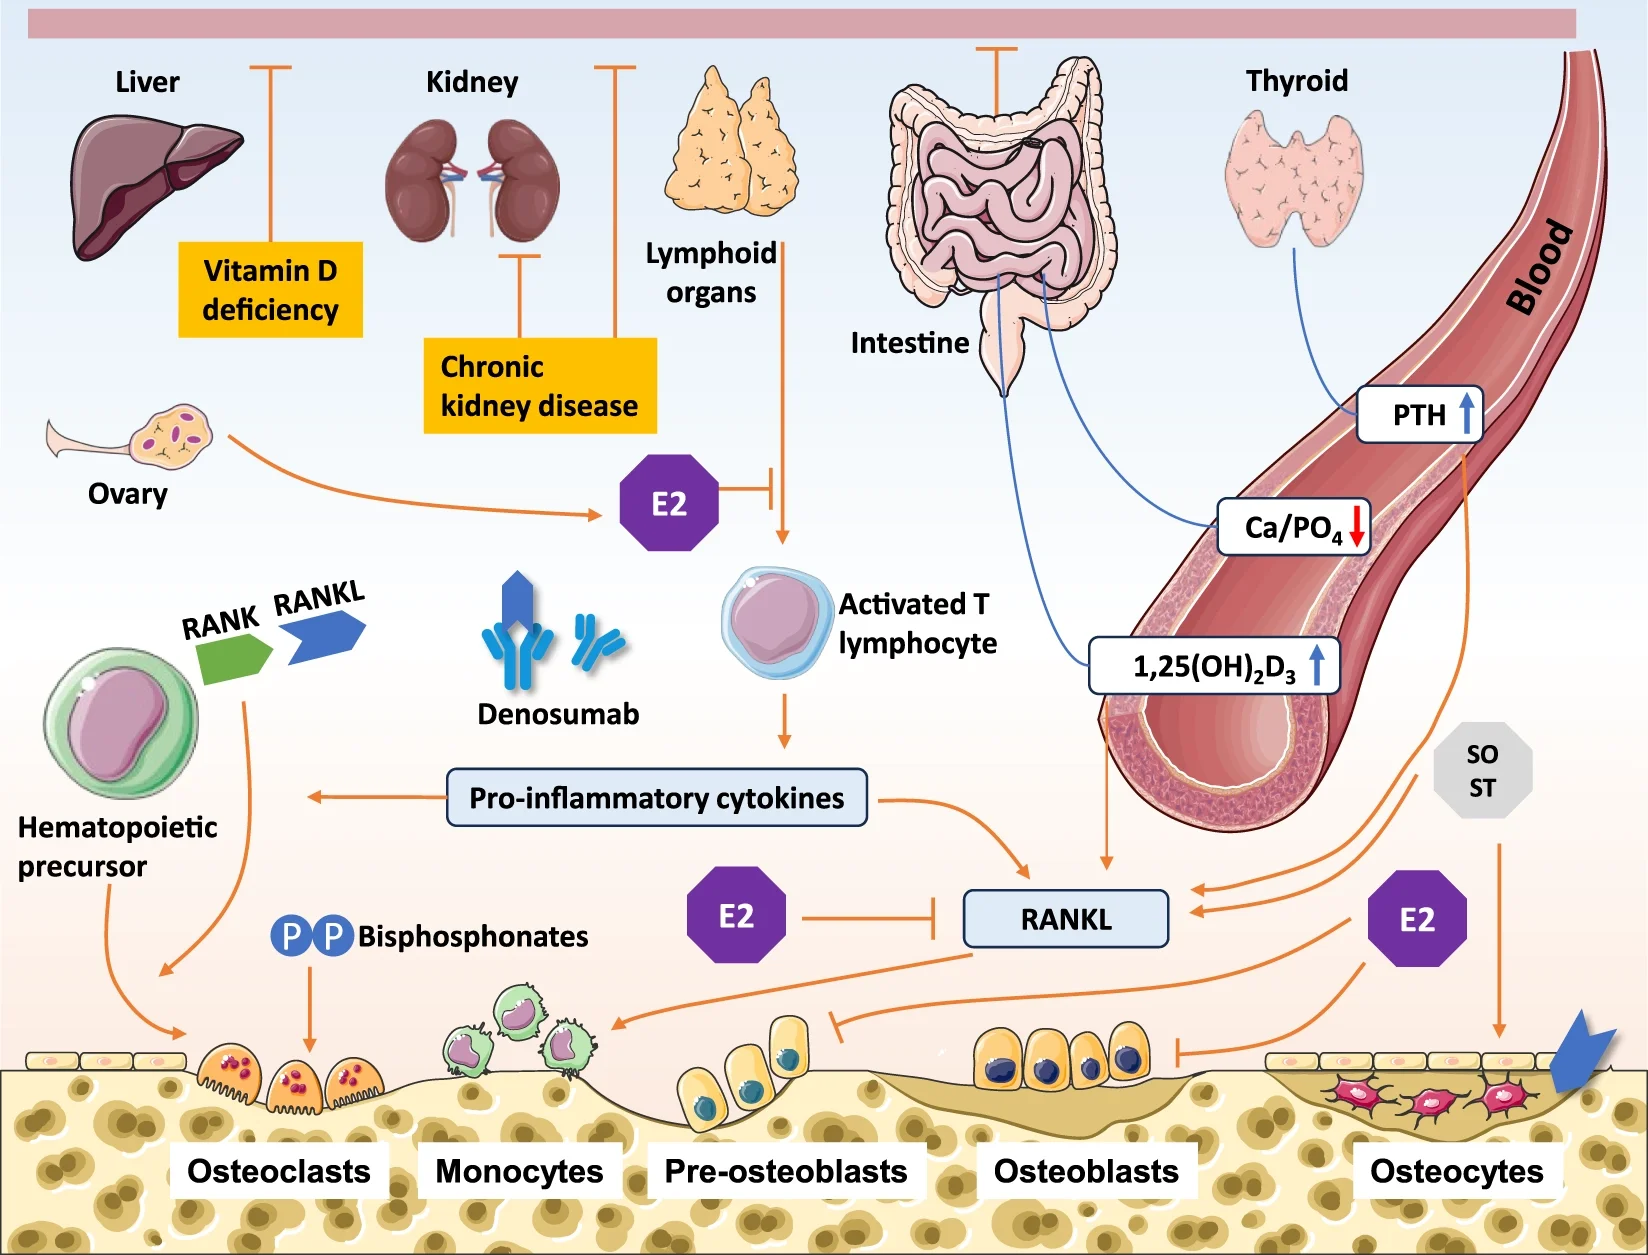 Liver
Kidney
Thyroid
Blood
Lymphoid
organs
Vitamin D
deficiency
Intestine
Chronic
kidney disease
PTH
Ovary
E2
Ca/PO₄
RANK
RANKL
Activated T
lymphocyte
1,25(OH)₂D₃
Denosumab
SO
ST
Pro-inflammatory cytokines
Hematopoietic
precursor
E2
RANKL
E2
P P Bisphosphonates
Osteoclasts
Monocytes
Pre-osteoblasts
Osteoblasts
Osteocytes